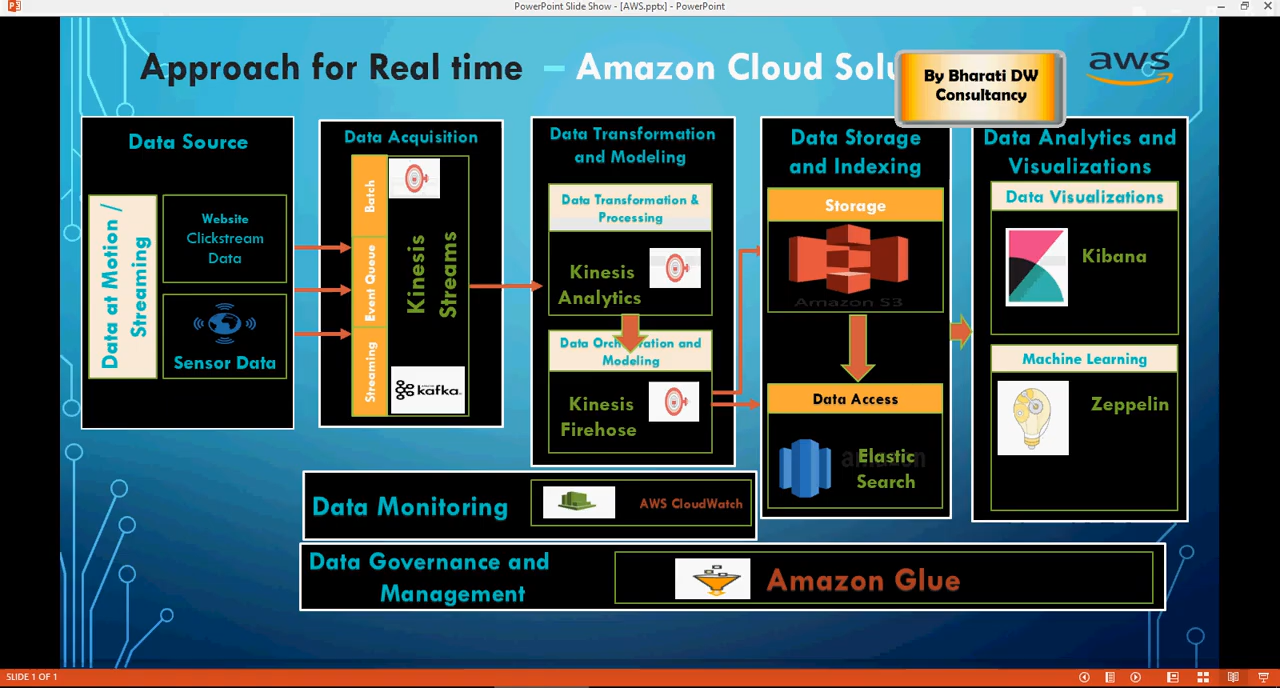 PowerPoint Slide Show - [AWS.pptx] - PowerPoint
Approach for Real time – Amazon Cloud Solu
By Bharati DW
Consultancy
aws
Data Source
Data at Motion /
Streaming
Website
Clickstream
Data
Sensor Data
Data Acquisition
Batch
Event Queue
Streaming
Kinesis
Streams
kafka
Data Transformation
and Modeling
Data Transformation &
Processing
Kinesis
Analytics
Data Orchestration and
Modeling
Kinesis
Firehose
Data Storage
and Indexing
Storage
Amazon S3
Data Access
amazon
Elastic
Search
Data Analytics and
Visualizations
Data Visualizations
Kibana
Machine Learning
Zeppelin
Data Monitoring
AWS CloudWatch
Data Governance and
Management
Amazon Glue
SLIDE 1 OF 1